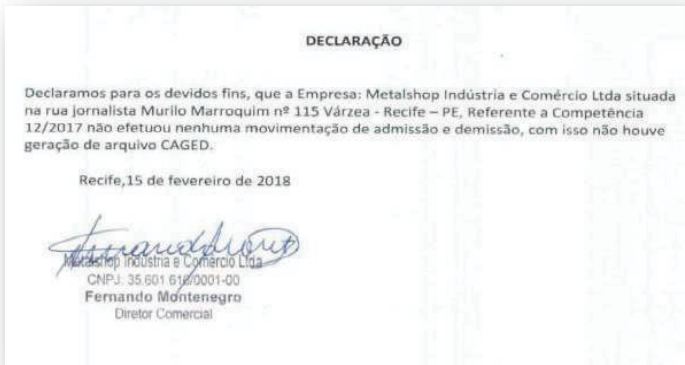 DECLARAÇÃO
Declaramos para os devidos fins, que a Empresa: Metalshop Indústria e Comércio Ltda situada
na rua jornalista Murilo Marroquim nº 115 Várzea - Recife – PE, Referente a Competência
12/2017 não efetuou nenhuma movimentação de admissão e demissão, com isso não houve
geração de arquivo CAGED.
Recife,15 de fevereiro de 2018
Metalshop Indústria e Comércio Ltda
CNPJ: 35.601.616/0001-00
Fernando Montenegro
Diretor Comercial